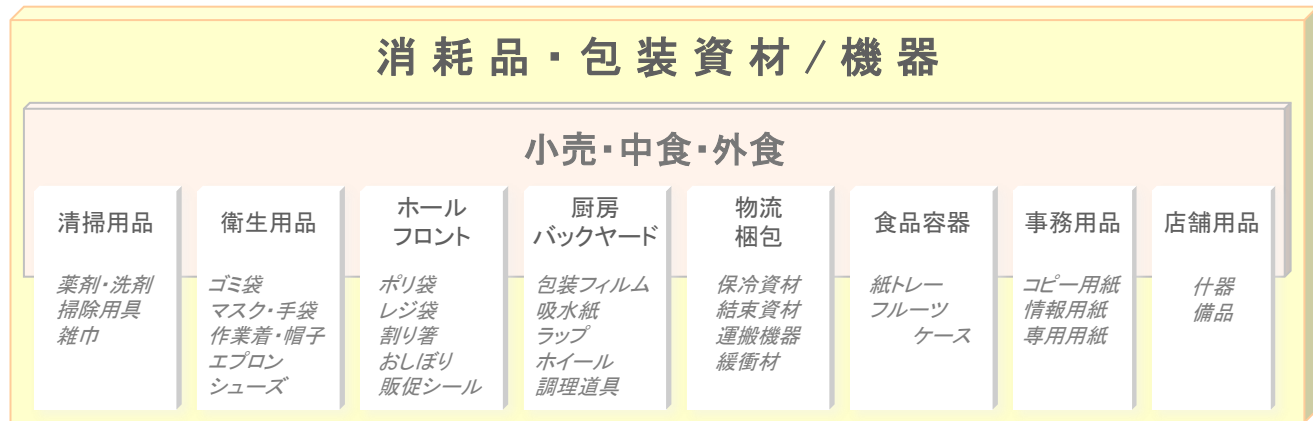 消耗品・包装資材/機器
小売・中食・外食
清掃用品
薬剤・洗剤
掃除用具
雑巾
衛生用品
ゴミ袋
マスク・手袋
作業着・帽子
エプロン
シューズ
ホール
フロント
ポリ袋
レジ袋
割り箸
おしぼり
販促シール
厨房
バックヤード
包装フィルム
吸水紙
ラップ
ホイール
調理道具
物流
梱包
保冷資材
結束資材
運搬機器
緩衝材
食品容器
紙トレー
フルーツ
ケース
事務用品
コピー用紙
情報用紙
専用用紙
店舗用品
什器
備品